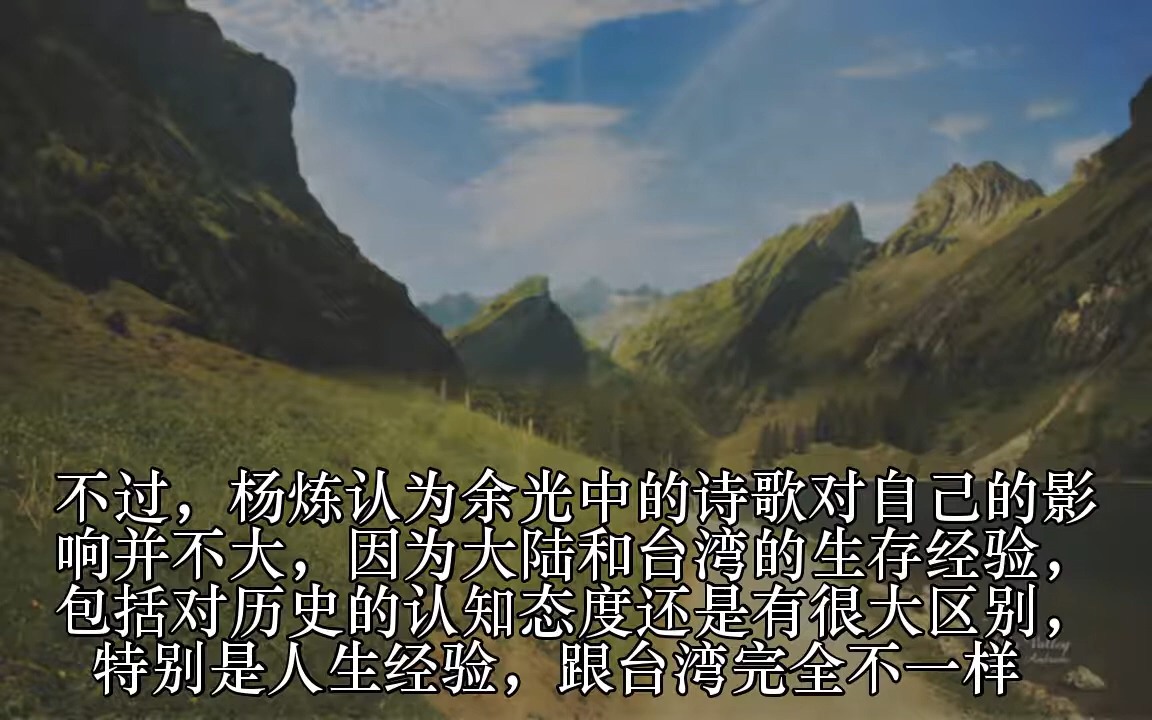 不过，杨炼认为余光中的诗歌对自己的影
响并不大，因为大陆和台湾的生存经验，
包括对历史的认知态度还是有很大区别，
特别是人生经验，跟台湾完全不一样
Valley